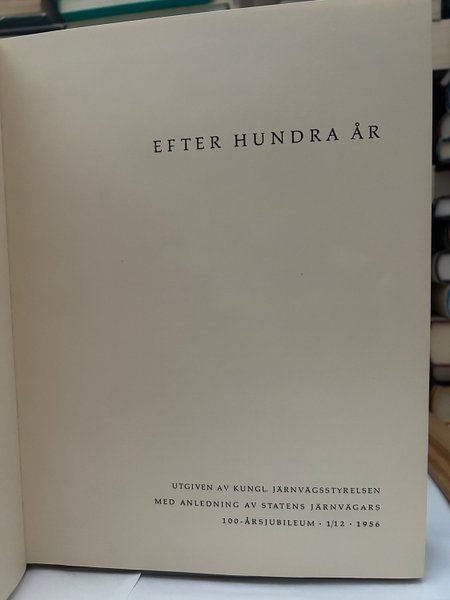 EFTER HUNDRA ÅR
UTGIVEN AV KUNGL. JÄRNVÄGSSTYRELSEN
MED ANLEDNING AV STATENS JÄRNVÄGARS
100-ÅRSJUBILEUM · 1/12 · 1956